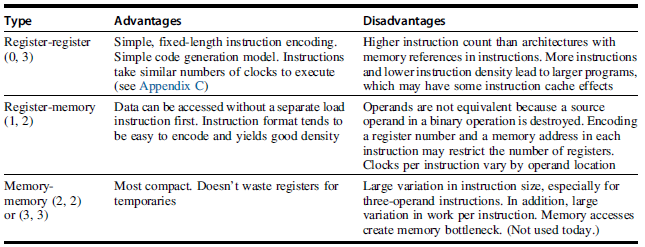 Type Advantages Disadvantages
Register-register Simple, fixed-length instruction encoding. Higher instruction count than architectures with
(0, 3) Simple code generation model. Instructions memory references in instructions. More instructions
take similar numbers of clocks to execute and lower instruction density lead to larger programs,
(see Appendix C) which may have some instruction cache effects
Register-memory Data can be accessed without a separate load Operands are not equivalent because a source
(1, 2) instruction first. Instruction format tends to operand in a binary operation is destroyed. Encoding
be easy to encode and yields good density a register number and a memory address in each
instruction may restrict the number of registers.
Clocks per instruction vary by operand location
Memory- Most compact. Doesn't waste registers for Large variation in instruction size, especially for
memory (2, 2) temporaries three-operand instructions. In addition, large
or (3, 3) variation in work per instruction. Memory accesses
create memory bottleneck. (Not used today.)